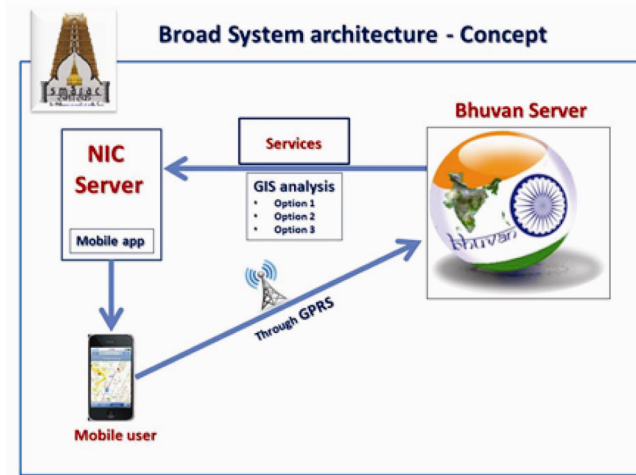 Broad System architecture - Concept
smarac
NIC
Server
Mobile app
Services
GIS analysis
• Option 1
• Option 2
• Option 3
Bhuvan Server
bhuvan
Through GPRS
Mobile user